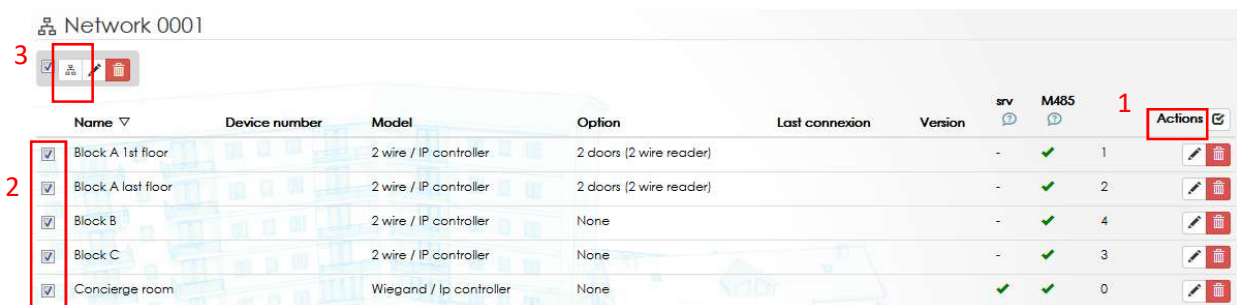 Network 0001
3
srv M485 1
Name ▽ Device number Model Option Last connexion Version Actions
2
Block A 1st floor 2 wire / IP controller 2 doors (2 wire reader) - ✔ 1
Block A last floor 2 wire / IP controller 2 doors (2 wire reader) - ✔ 2
Block B 2 wire / IP controller None - ✔ 4
Block C 2 wire / IP controller None - ✔ 3
Concierge room Wiegand / Ip controller None ✔ ✔ 0